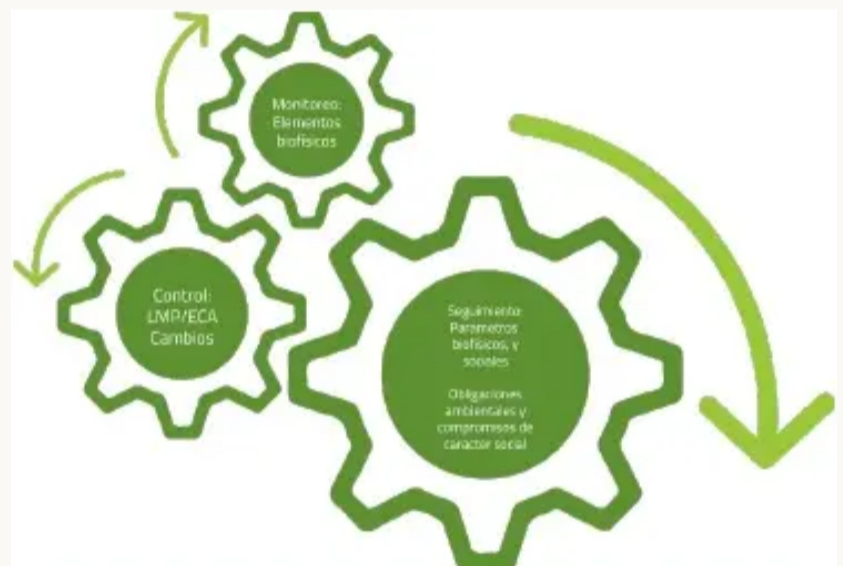 Monitoreo:
Elementos
biofísicos
Control:
LMP/ECA
Cambios
Seguimiento:
Parametros
biofísicos, y
sociales
Obligaciones
ambientales y
compromisos de
caracter social